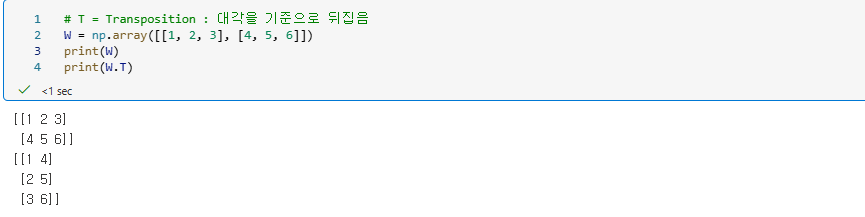 1 # T = Transposition : 대각을 기준으로 뒤집음
2 W = np.array([[1, 2, 3], [4, 5, 6]])
3 print(W)
4 print(W.T)
<1 sec
[[1 2 3]
 [4 5 6]]
[[1 4]
 [2 5]
 [3 6]]